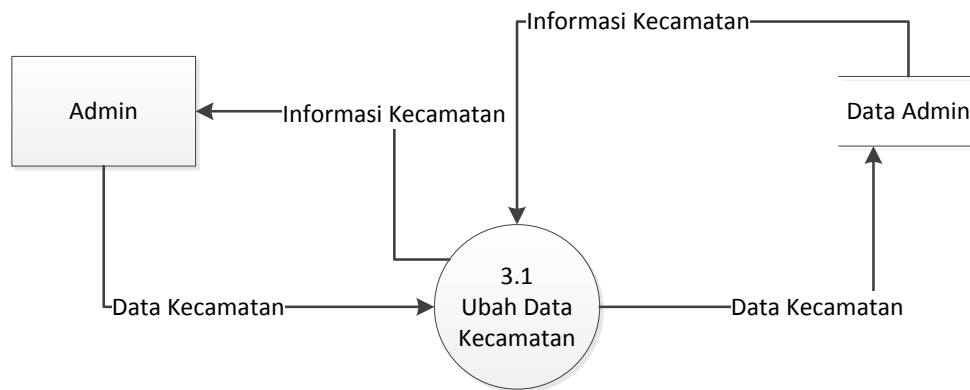 Informasi Kecamatan
Admin
Informasi Kecamatan
Data Admin
3.1
Ubah Data
Kecamatan
Data Kecamatan
Data Kecamatan